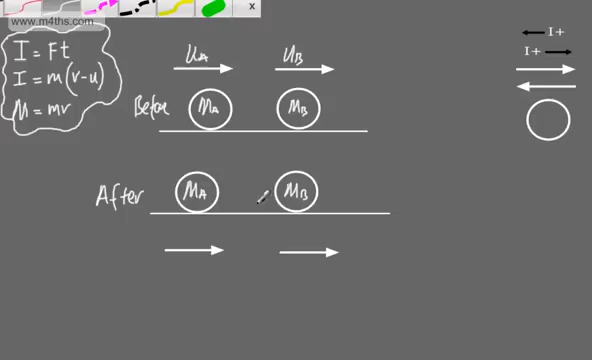 x
www.m4ths.com
I = Ft
I = m(v-u)
M = mv
I+
I+
UA UB
Before MA MB
After MA MB